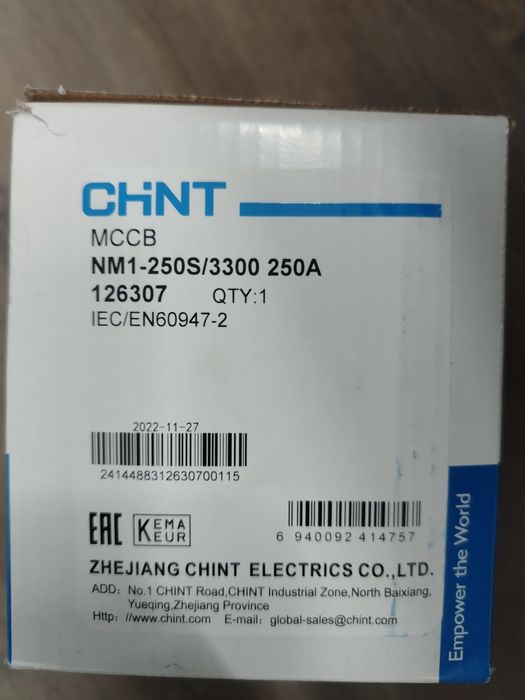 CHINT
MCCB
NM1-250S/3300 250A
126307 QTY:1
IEC/EN60947-2
2022-11-27
2414488312630700115
EAC KEMA KEUR
6 940092 414757
ZHEJIANG CHINT ELECTRICS CO.,LTD.
ADD: No.1 CHINT Road,CHINT Industrial Zone,North Baixiang,
Yueqing,Zhejiang Province
Http: //www.chint.com E-mail: global-sales@chint.com
Empower the World